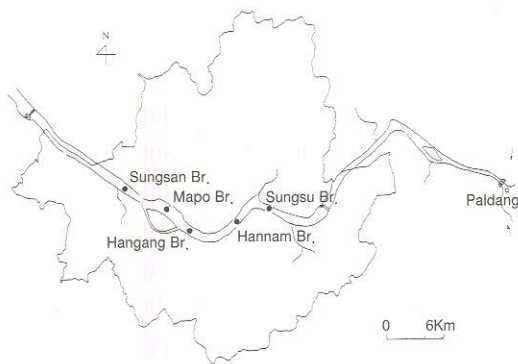 N
Sungsan Br.
Mapo Br.
Sungsu Br.
Paldang
Hangang Br.
Hannam Br.
0 6Km